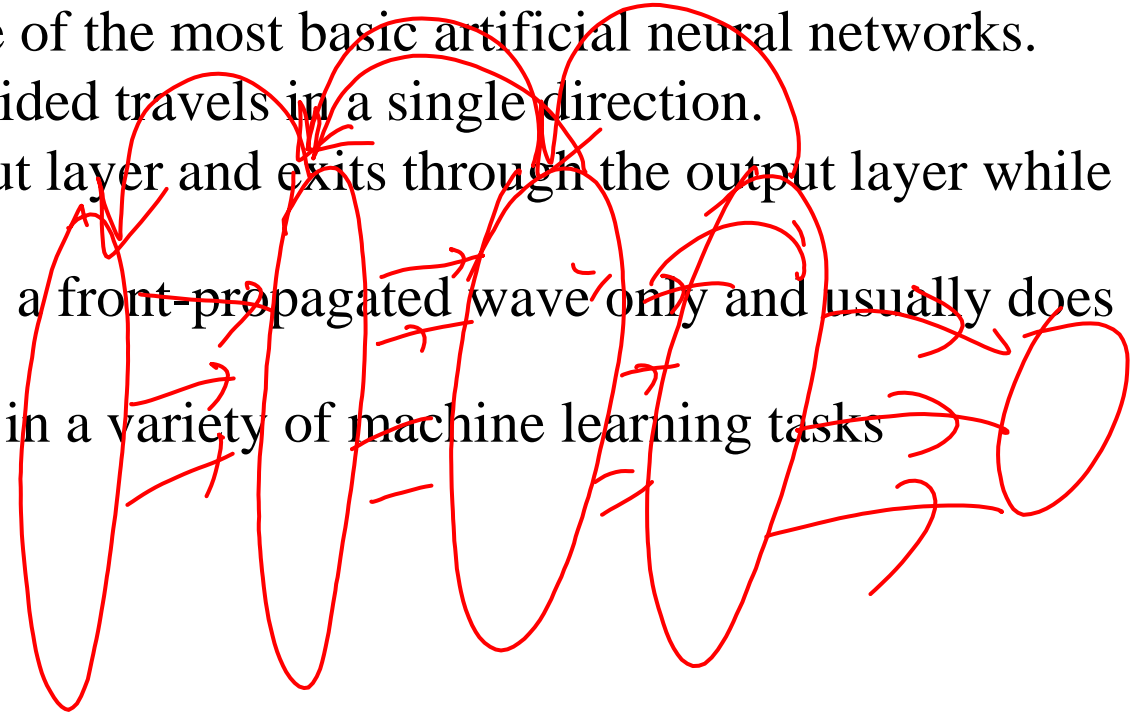 of the most basic artificial neural networks.
ided travels in a single direction.
ut layer and exits through the output layer while
a front-propagated wave only and usually does
in a variety of machine learning tasks